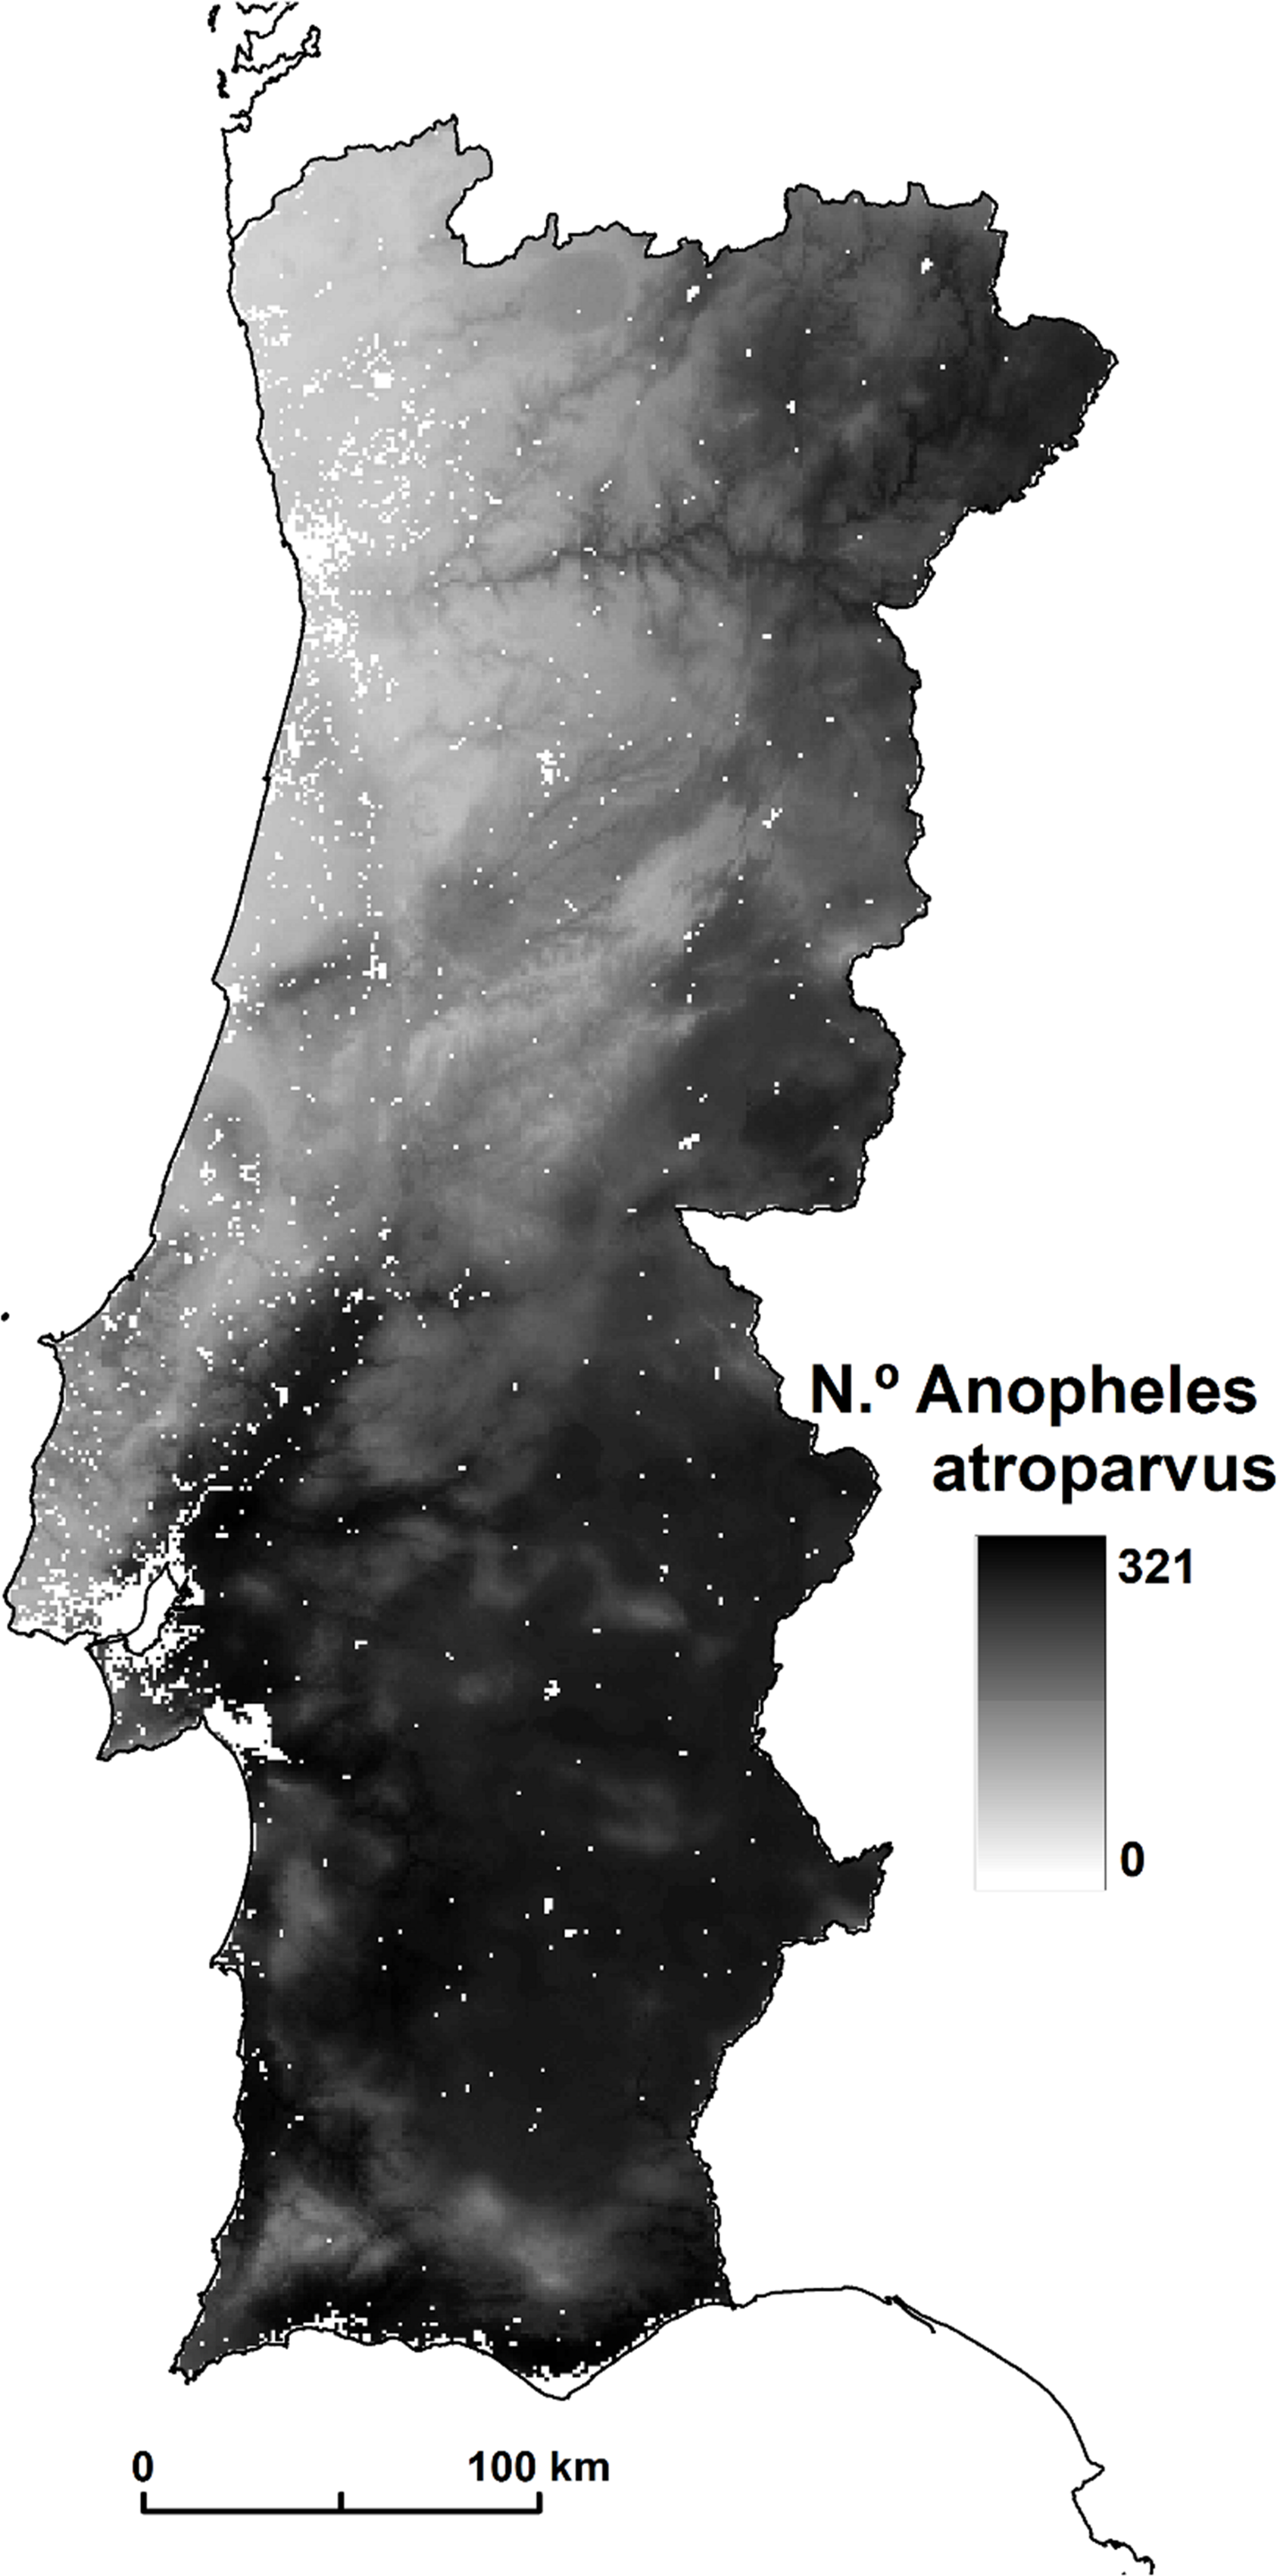 N.º Anopheles
atroparvus
321
0
0 100 km